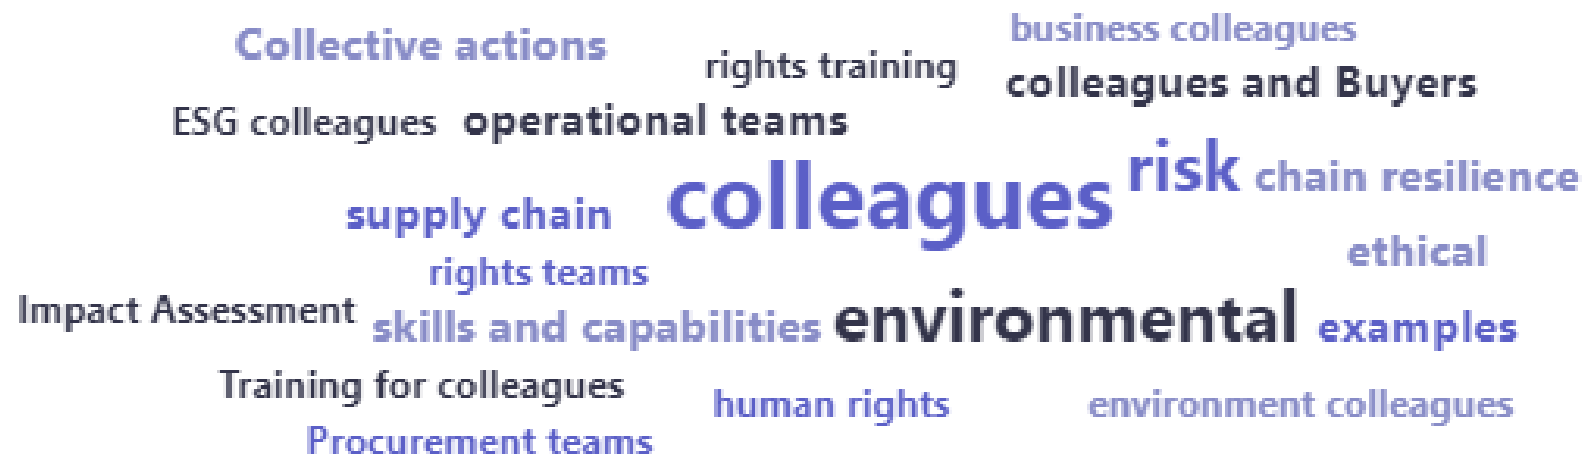 business colleagues
Collective actions
rights training
colleagues and Buyers
ESG colleagues
operational teams
risk
chain resilience
colleagues
supply chain
ethical
rights teams
Impact Assessment
skills and capabilities
environmental
examples
Training for colleagues
human rights
environment colleagues
Procurement teams